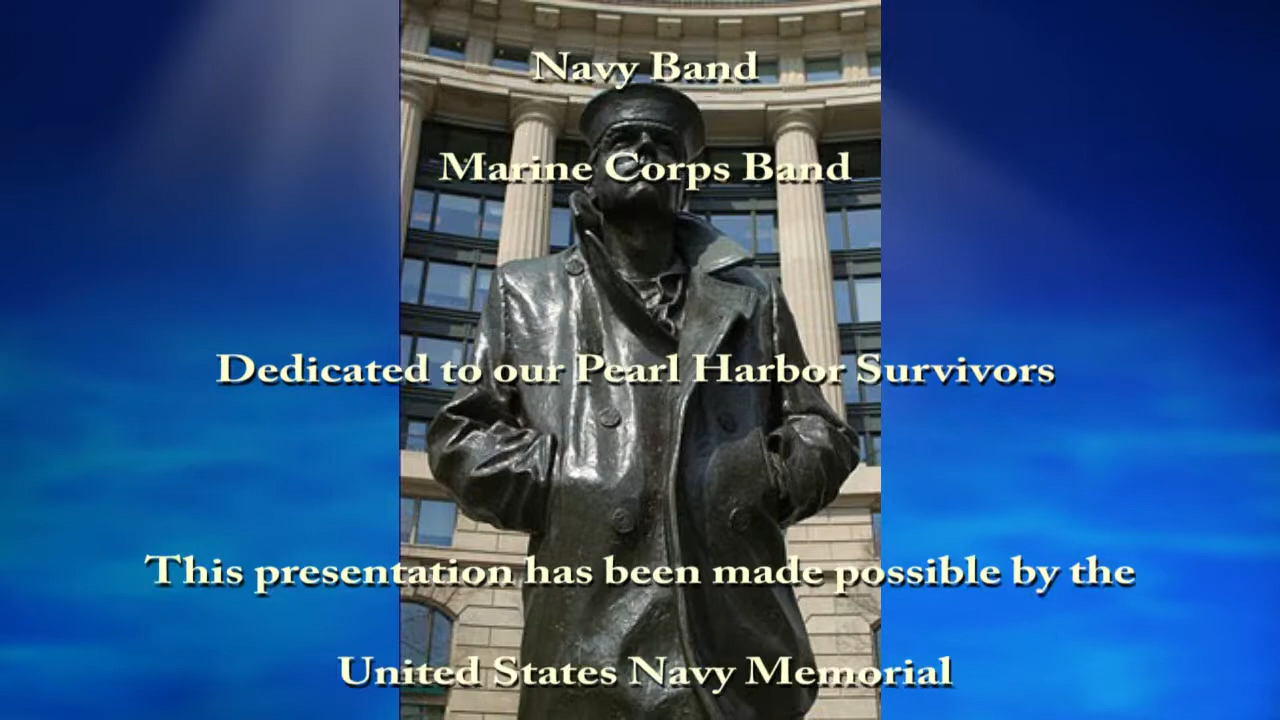 Navy Band
Marine Corps Band
Dedicated to our Pearl Harbor Survivors
This presentation has been made possible by the
United States Navy Memorial